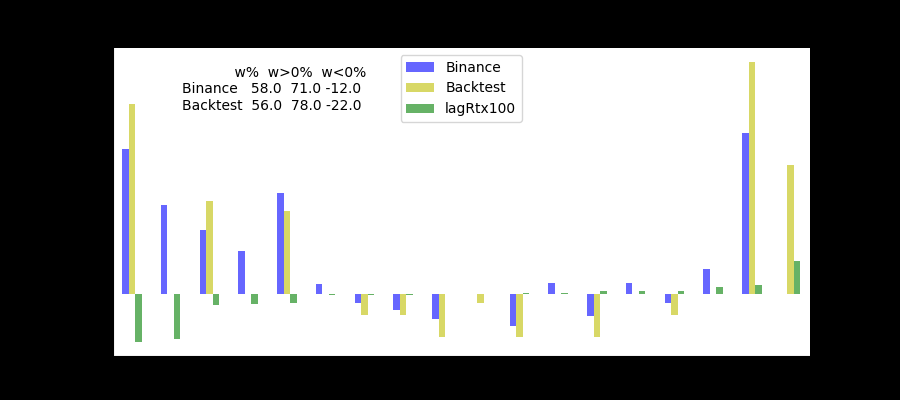 w% w>0% w<0%
Binance 58.0 71.0 -12.0
Backtest 56.0 78.0 -22.0
Binance
Backtest
lagRtx100